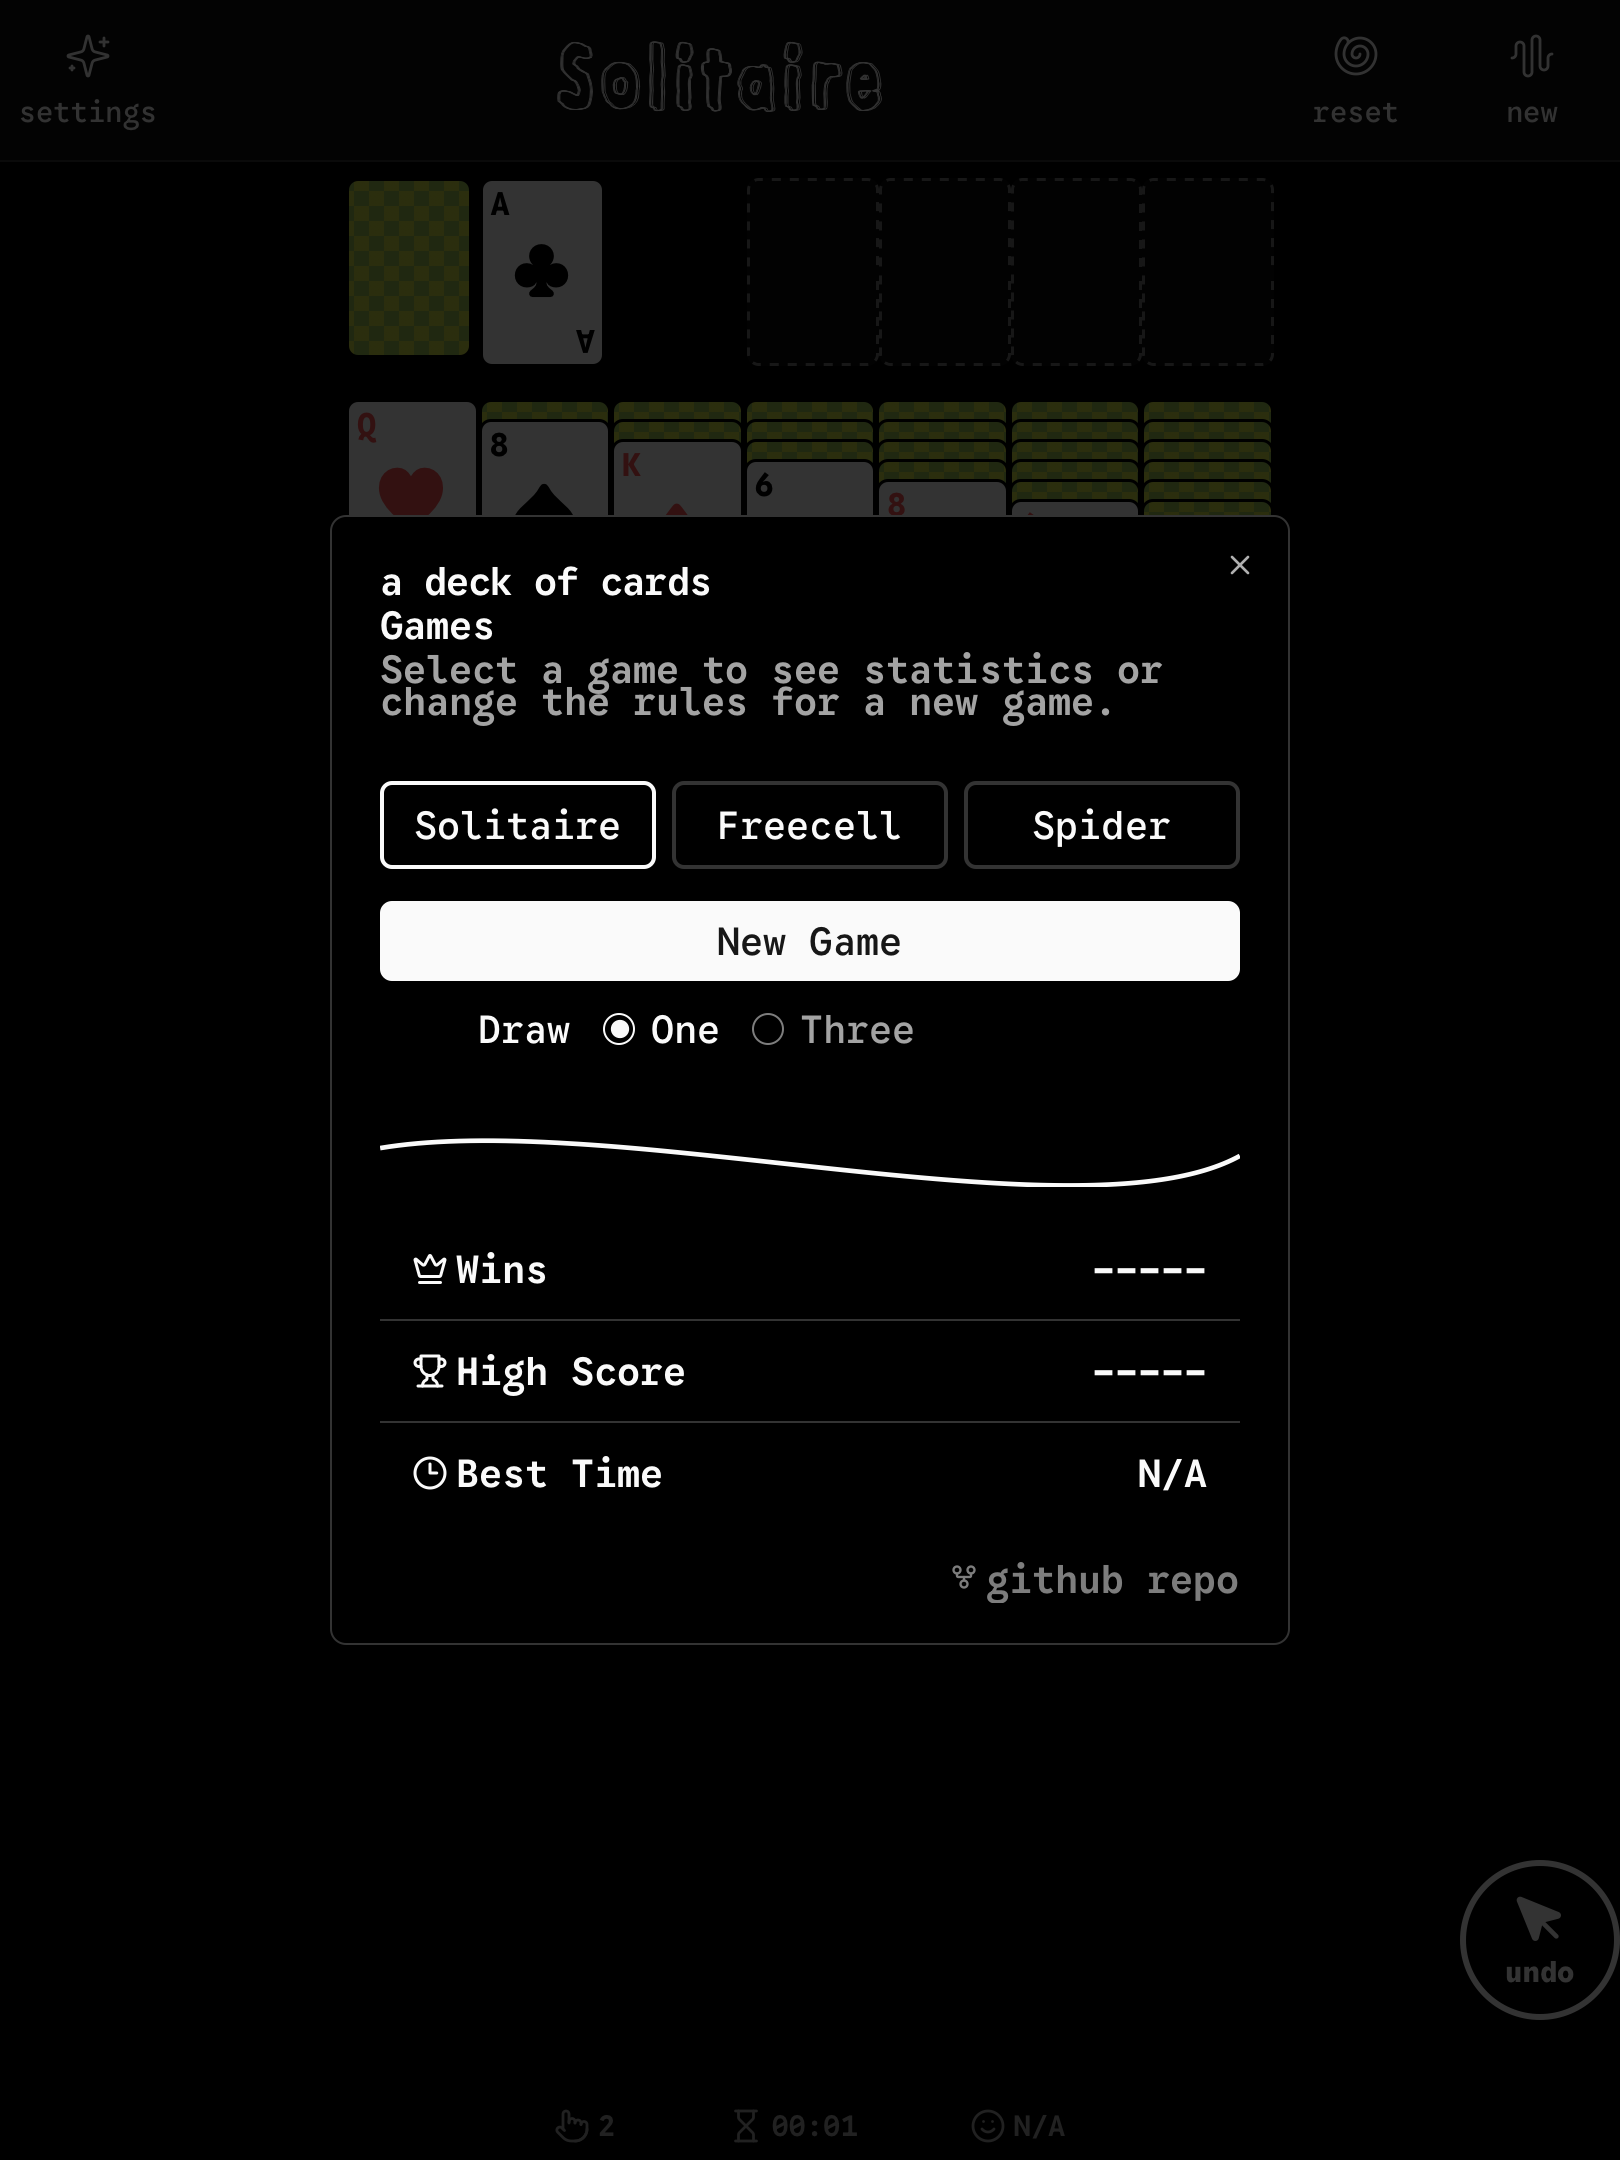 settings
Solitaire
reset
new
A
A
Q
8
K
6
8
a deck of cards
Games
Select a game to see statistics or
change the rules for a new game.
Solitaire
Freecell
Spider
New Game
Draw One Three
Wins -----
High Score -----
Best Time N/A
github repo
undo
2
00:01
N/A